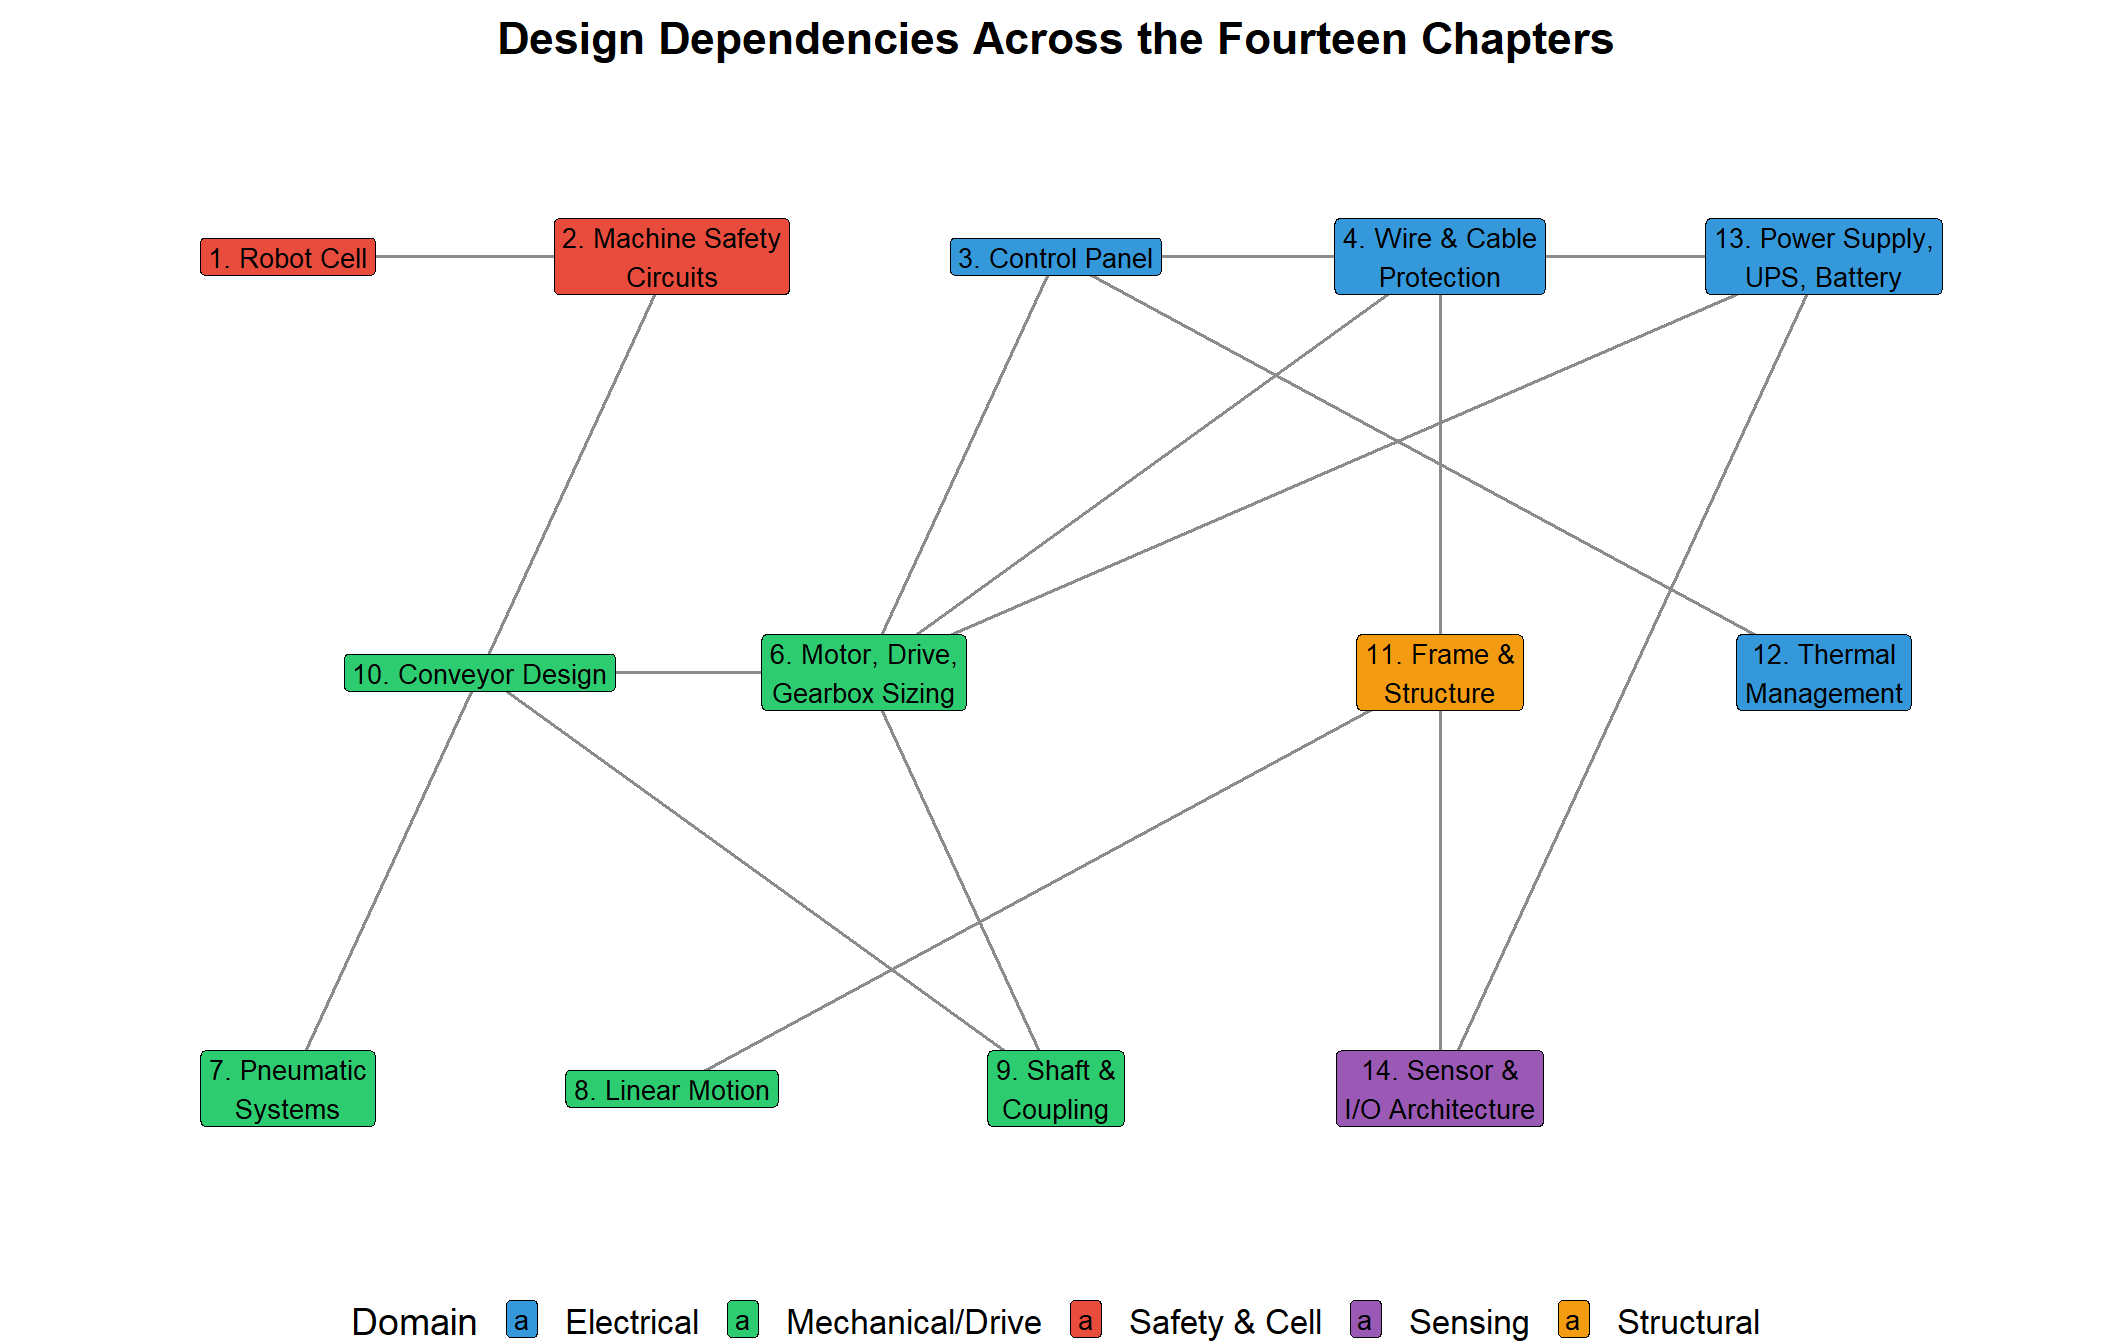 Design Dependencies Across the Fourteen Chapters
1. Robot Cell
2. Machine Safety
Circuits
3. Control Panel
4. Wire & Cable
Protection
13. Power Supply,
UPS, Battery
10. Conveyor Design
6. Motor, Drive,
Gearbox Sizing
11. Frame &
Structure
12. Thermal
Management
7. Pneumatic
Systems
8. Linear Motion
9. Shaft &
Coupling
14. Sensor &
I/O Architecture
Domain a Electrical a Mechanical/Drive a Safety & Cell a Sensing a Structural